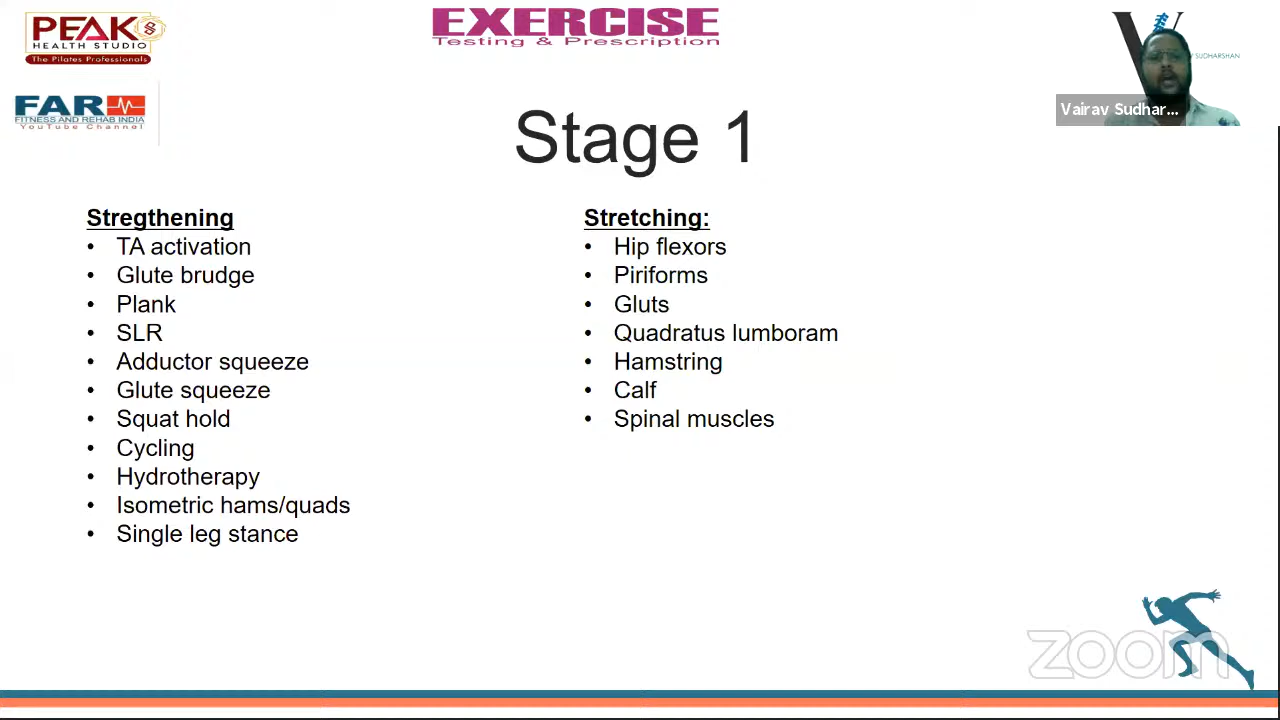 PEAK
HEALTH STUDIO
The Pilates Professionals
EXERCISE
Testing & Prescription
V SUDHARSHAN
Vairav Sudhar...
FAR
FITNESS AND REHAB INDIA
YouTube Channel
Stage 1
Stregthening
• TA activation
• Glute brudge
• Plank
• SLR
• Adductor squeeze
• Glute squeeze
• Squat hold
• Cycling
• Hydrotherapy
• Isometric hams/quads
• Single leg stance
Stretching:
• Hip flexors
• Piriforms
• Gluts
• Quadratus lumboram
• Hamstring
• Calf
• Spinal muscles
zoom